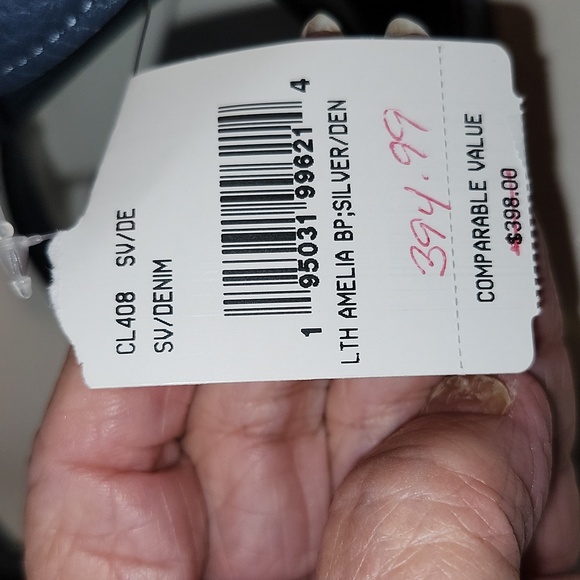 CL408 SV/DE
SV/DENIM
1 95031 99621 4
LTH AMELIA BP;SILVER/DEN
394.99
COMPARABLE VALUE
$398.00